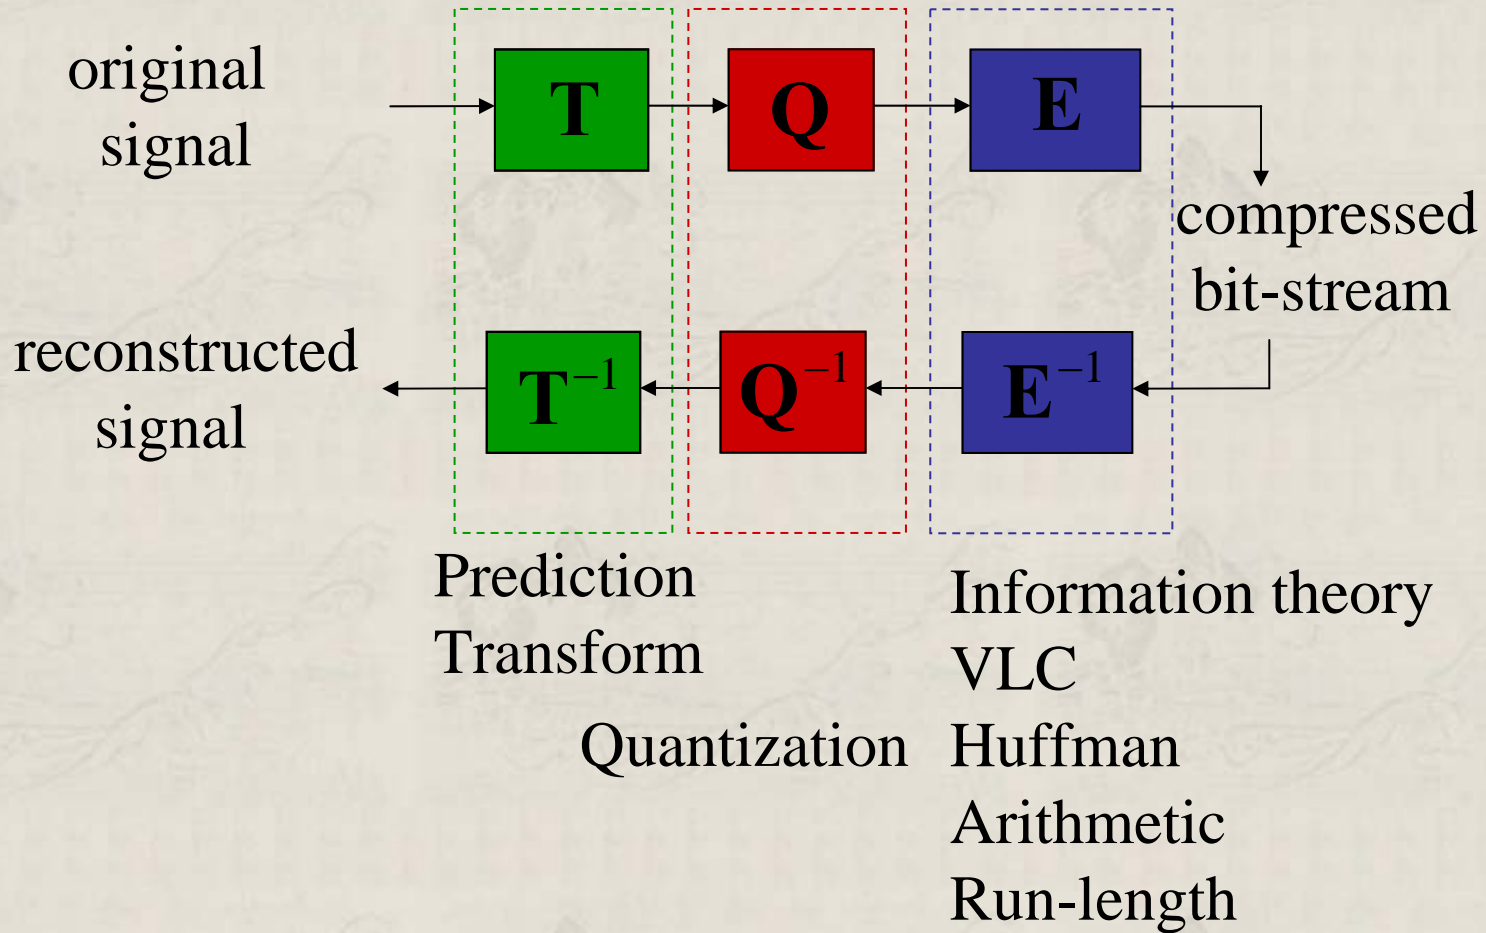 original
signal
T
Q
E
compressed
bit-stream
reconstructed
signal
T⁻¹
Q⁻¹
E⁻¹
Prediction
Transform
Quantization
Information theory
VLC
Huffman
Arithmetic
Run-length